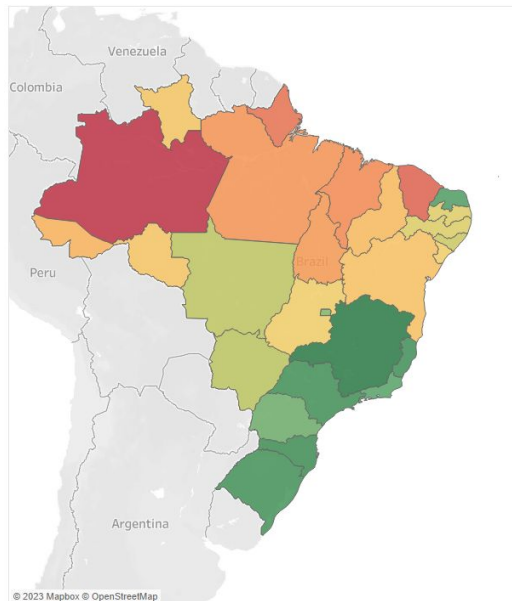 Venezuela
Colombia
Brazil
Peru
Argentina
© 2023 Mapbox © OpenStreetMap